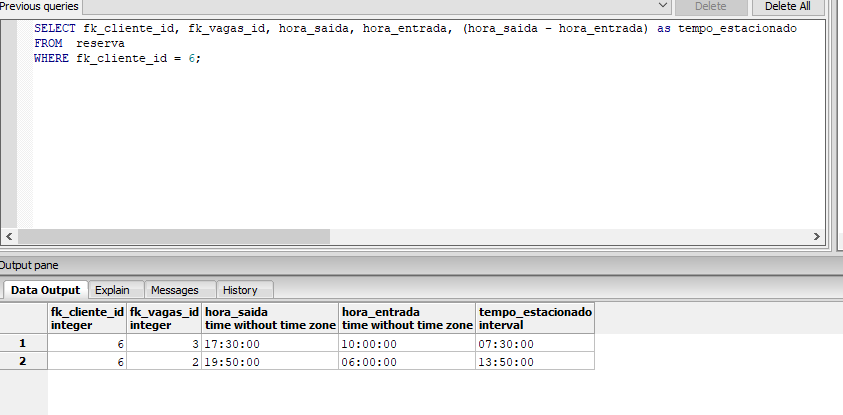 Previous queries Delete Delete All
SELECT fk_cliente_id, fk_vagas_id, hora_saida, hora_entrada, (hora_saida - hora_entrada) as tempo_estacionado
FROM  reserva
WHERE fk_cliente_id = 6;
Output pane
Data Output Explain Messages History
fk_cliente_id fk_vagas_id hora_saida hora_entrada tempo_estacionado
integer integer time without time zone time without time zone interval
1 6 3 17:30:00 10:00:00 07:30:00
2 6 2 19:50:00 06:00:00 13:50:00